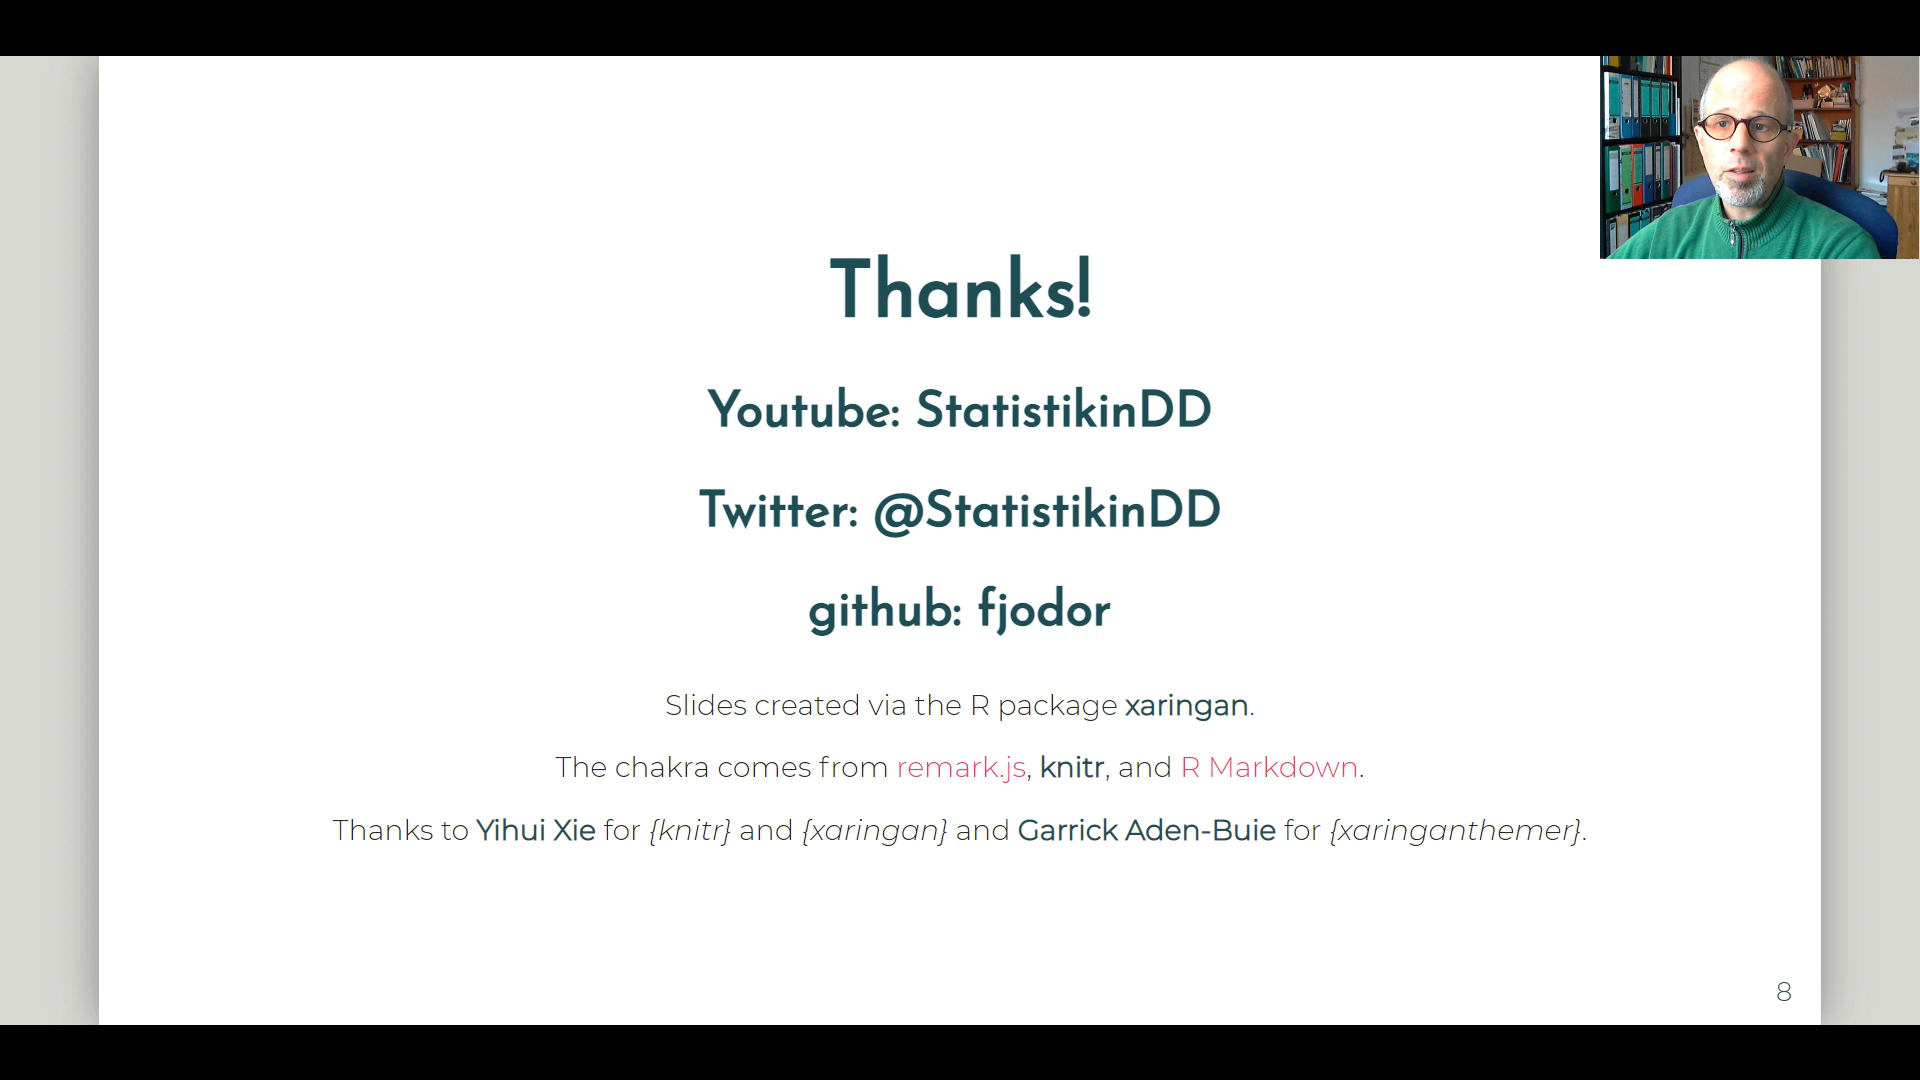 Thanks!
Youtube: StatistikinDD
Twitter: @StatistikinDD
github: fjodor
Slides created via the R package xaringan.
The chakra comes from remark.js, knitr, and R Markdown.
Thanks to Yihui Xie for {knitr} and {xaringan} and Garrick Aden-Buie for {xaringanthemer}.
8